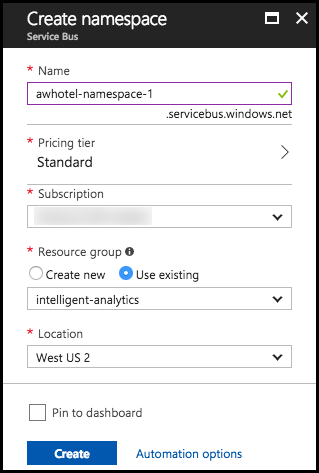 Create namespace
Service Bus
* Name
awhotel-namespace-1
.servicebus.windows.net
* Pricing tier
Standard
* Subscription
* Resource group
Create new Use existing
intelligent-analytics
* Location
West US 2
Pin to dashboard
Create Automation options